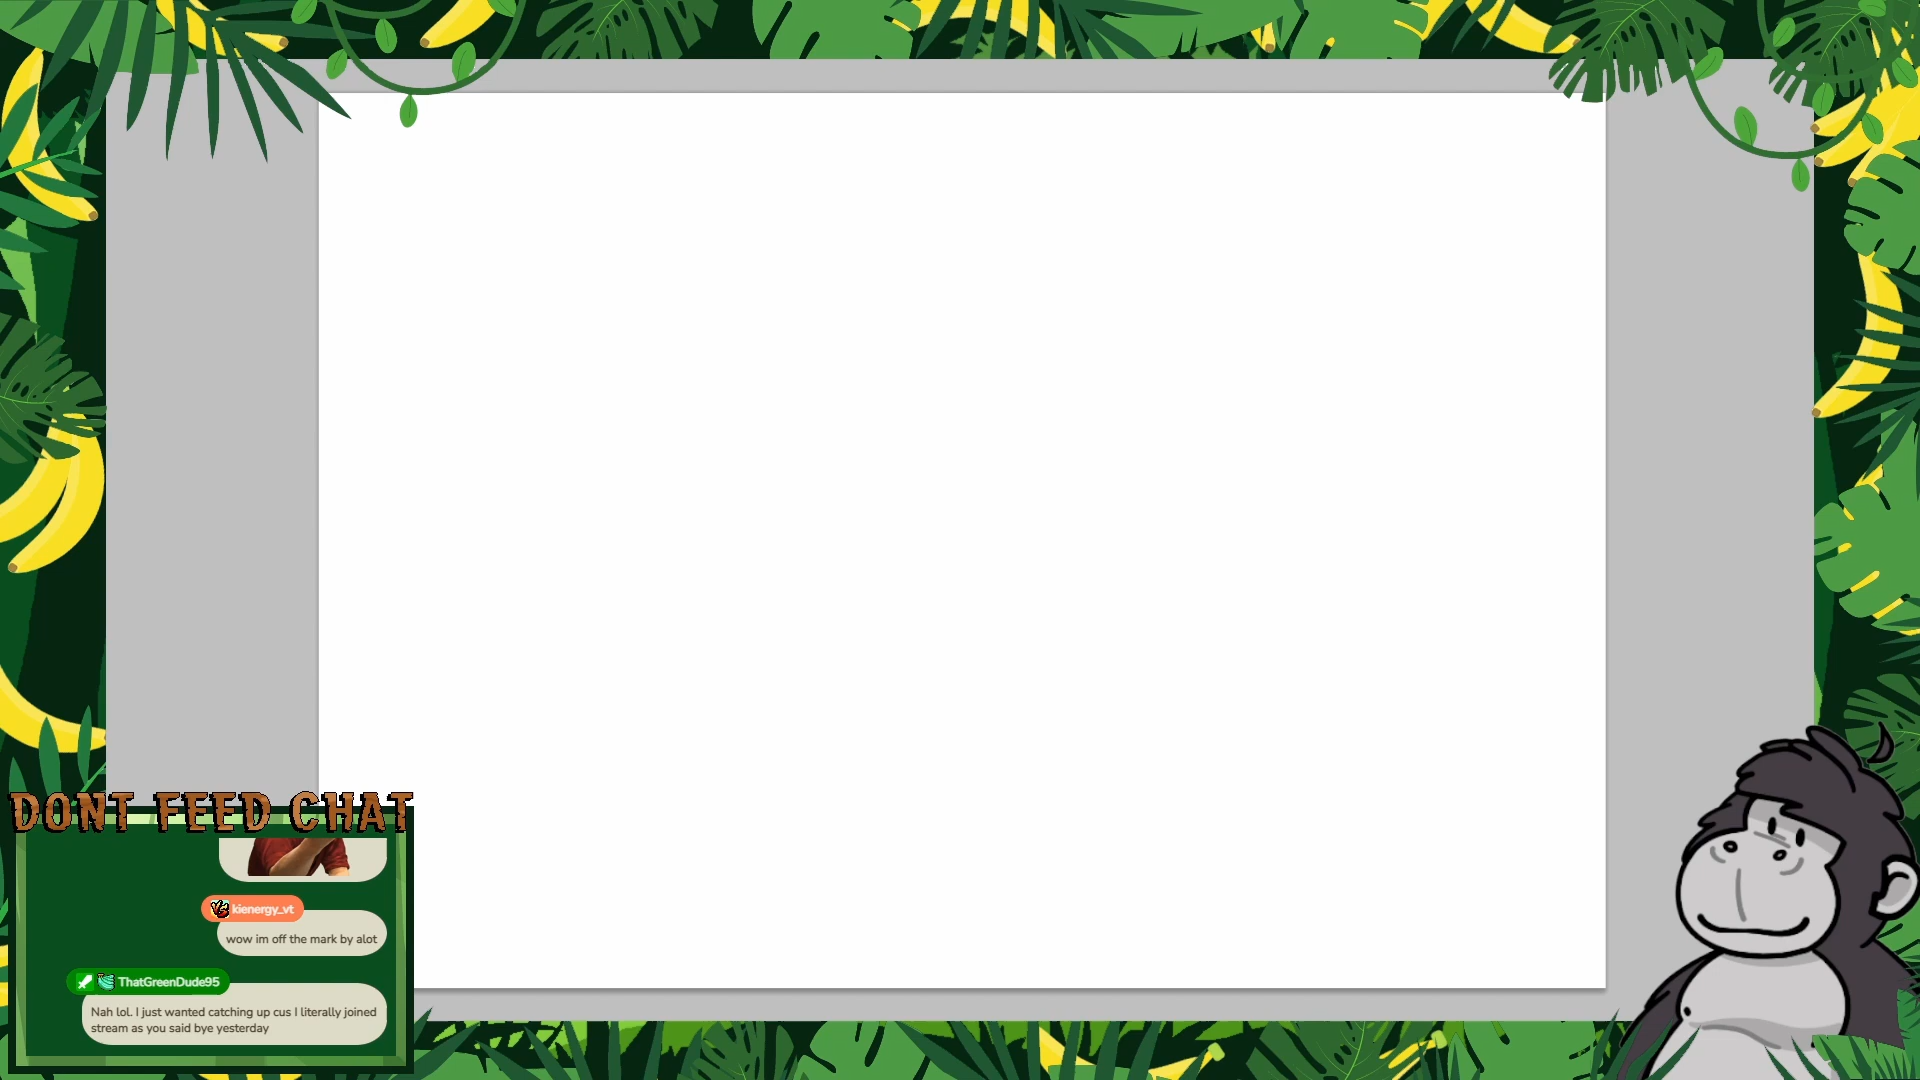 DONT FEED CHAT
kienergy_vt
wow im off the mark by alot
ThatGreenDude95
Nah lol. I just wanted catching up cus I literally joined
stream as you said bye yesterday